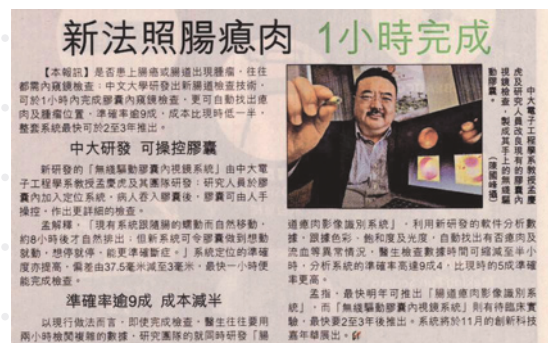 新法照腸瘜肉 1小時完成
【本報訊】是否患上腸癌或腸道出現腫瘤，往往
都需內窺鏡檢查；中文大學研發出新腸道檢查技術，
可於1小時內完成膠囊內窺鏡檢查，更可自動找出瘜
肉及腫瘤位置，準確率逾9成，成本比現時低一半，
整套系統最快可於2至3年推出。
中大研發 可操控膠囊
新研發的「無線驅動膠囊內視鏡系統」由中大電
子工程學系教授孟慶虎及其團隊研發；研究人員於膠
囊內加入定位系統，病人吞入膠囊後，膠囊可由人手
操控，作出更詳細的檢查。
孟解釋，「現有系統跟隨腸的蠕動而自然移動，
約8小時後才自然排出，但新系統可令膠囊做到想動
就動，想停就停，能更準確斷症。」系統定位的準確
度亦提高，偏差由37.5毫米減至3毫米，最快一小時便
能完成檢查。
準確率逾9成 成本減半
以現行做法而言，即使完成檢查，醫生往往要用
兩小時檢閱複雜的數據，研究團隊的就同時研發「腸
中大電子工程學系教授孟慶
虎及研究人員改良現有的膠囊內
視鏡檢查，製成其手上的無線驅
動膠囊。（陳國峰攝）
道瘜肉影像識別系統」，利用新研發的軟件分析數
據，跟據色彩、飽和度及光度，自動找出有否瘜肉及
流血等異常情況，醫生檢查數據時間可縮減至半小
時，分析系統的準確率高達9成4，比現時的5成準確
率更高。
孟指，最快明年可推出「腸道瘜肉影像識別系
統」，而「無線驅動膠囊內視鏡系統」則有待臨床實
驗，最快要2至3年後推出。系統將於11月的創新科技
嘉年華展出。